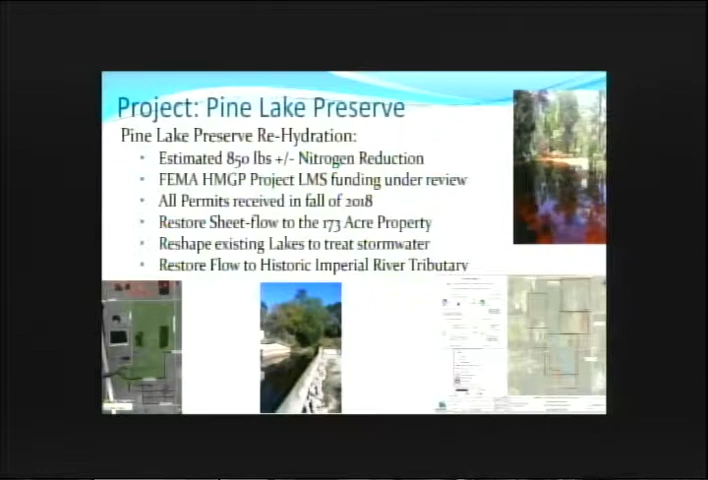 Project: Pine Lake Preserve
Pine Lake Preserve Re-Hydration:
• Estimated 850 lbs +/- Nitrogen Reduction
• FEMA HMGP Project LMS funding under review
• All Permits received in fall of 2018
• Restore Sheet-flow to the 173 Acre Property
• Reshape existing Lakes to treat stormwater
• Restore Flow to Historic Imperial River Tributary